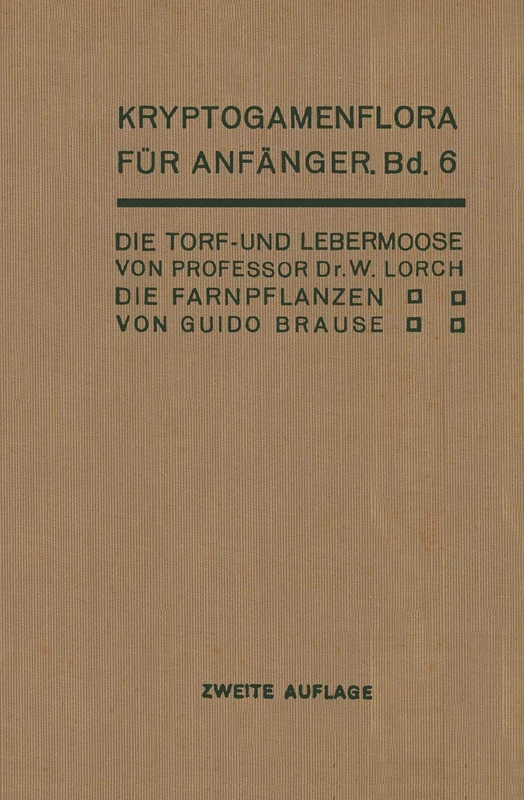 KRYPTOGAMENFLORA
FÜR ANFÄNGER. Bd. 6
DIE TORF-UND LEBERMOOSE
VON PROFESSOR Dr. W. LORCH
DIE FARNPFLANZEN
VON GUIDO BRAUSE
ZWEITE AUFLAGE